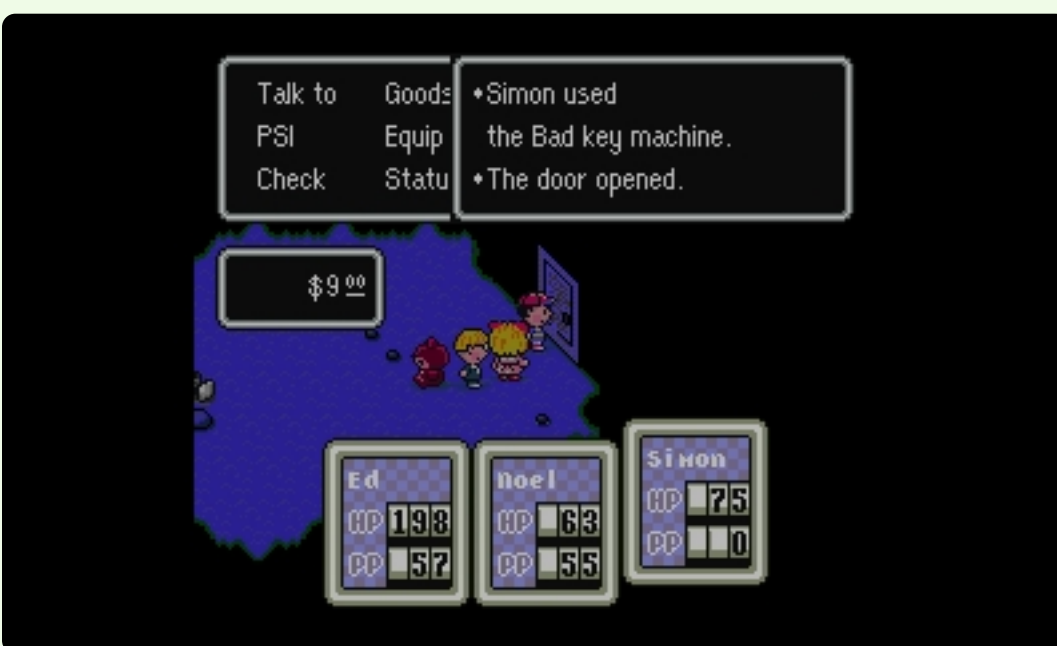 Talk to Goods
PSI Equip
Check Statu
•Simon used
the Bad key machine.
•The door opened.
$9.00
Ed
HP 198
PP 57
Noel
HP 63
PP 55
Simon
HP 75
PP 0